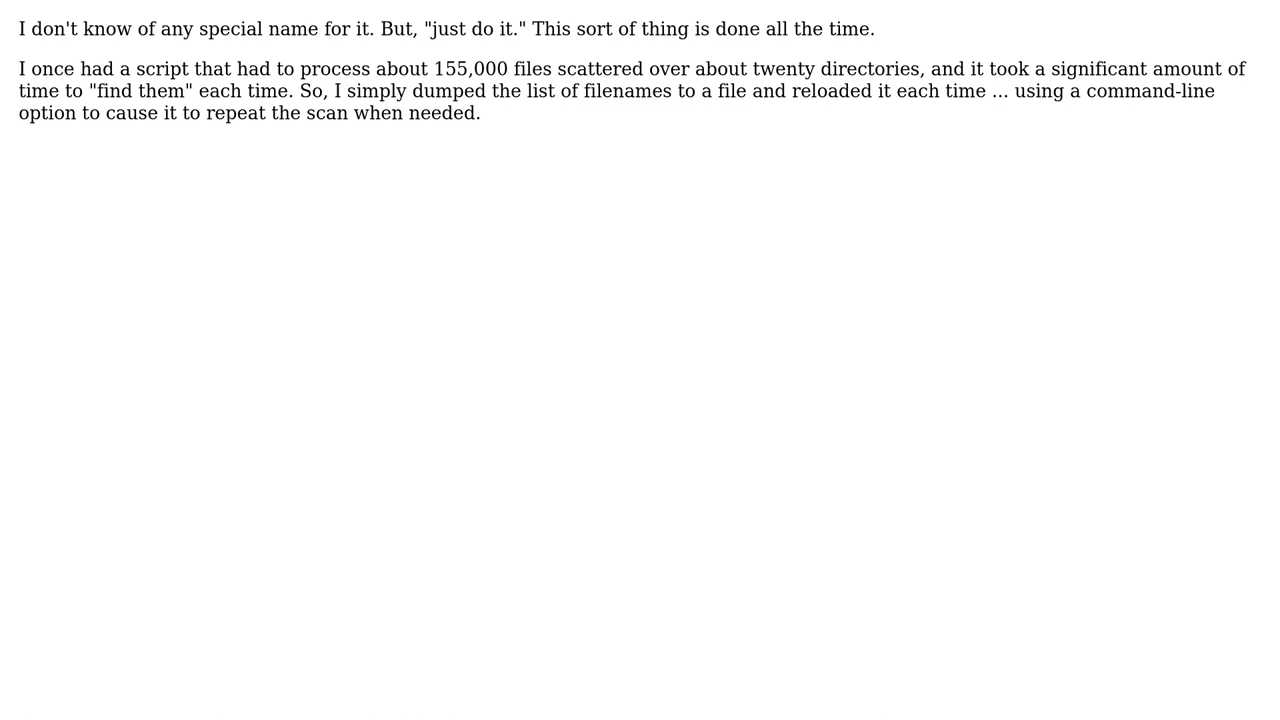 I don't know of any special name for it. But, "just do it." This sort of thing is done all the time.
I once had a script that had to process about 155,000 files scattered over about twenty directories, and it took a significant amount of
time to "find them" each time. So, I simply dumped the list of filenames to a file and reloaded it each time ... using a command-line
option to cause it to repeat the scan when needed.